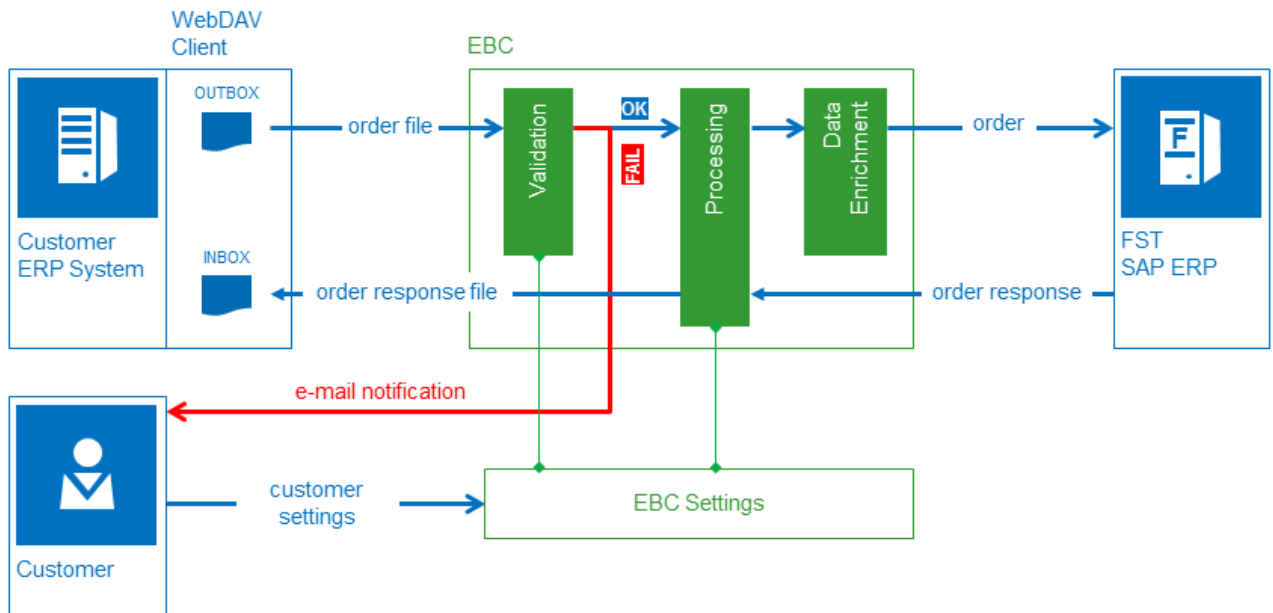 WebDAV
Client
EBC
OUTBOX
order file
Validation
OK
FAIL
Processing
Data
Enrichment
order
F
Customer
ERP System
INBOX
order response file
order response
FST
SAP ERP
e-mail notification
customer
settings
EBC Settings
Customer